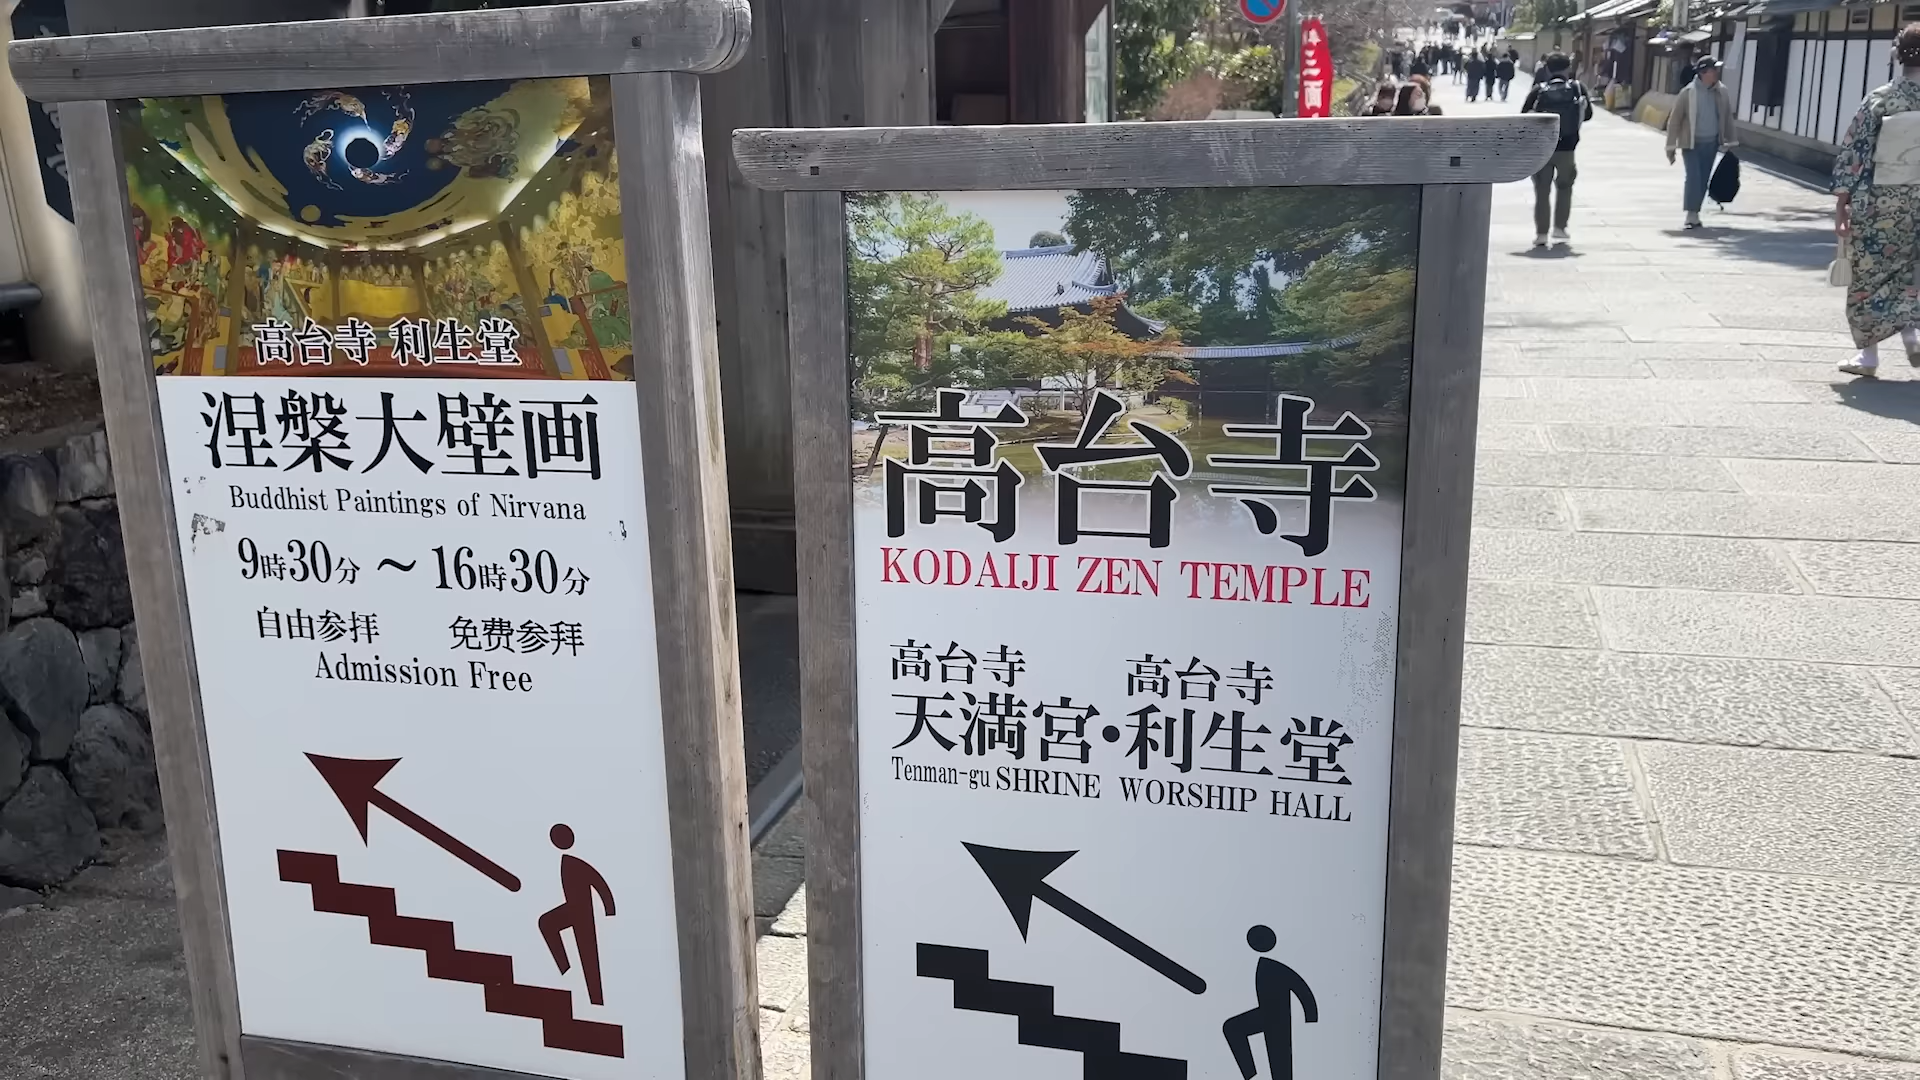 高台寺 利生堂
涅槃大壁画
Buddhist Paintings of Nirvana
9時30分 ～ 16時30分
自由参拝 免费参拜
Admission Free
高台寺
KODAIJI ZEN TEMPLE
高台寺 高台寺
天満宮・利生堂
Tenman-gu SHRINE WORSHIP HALL